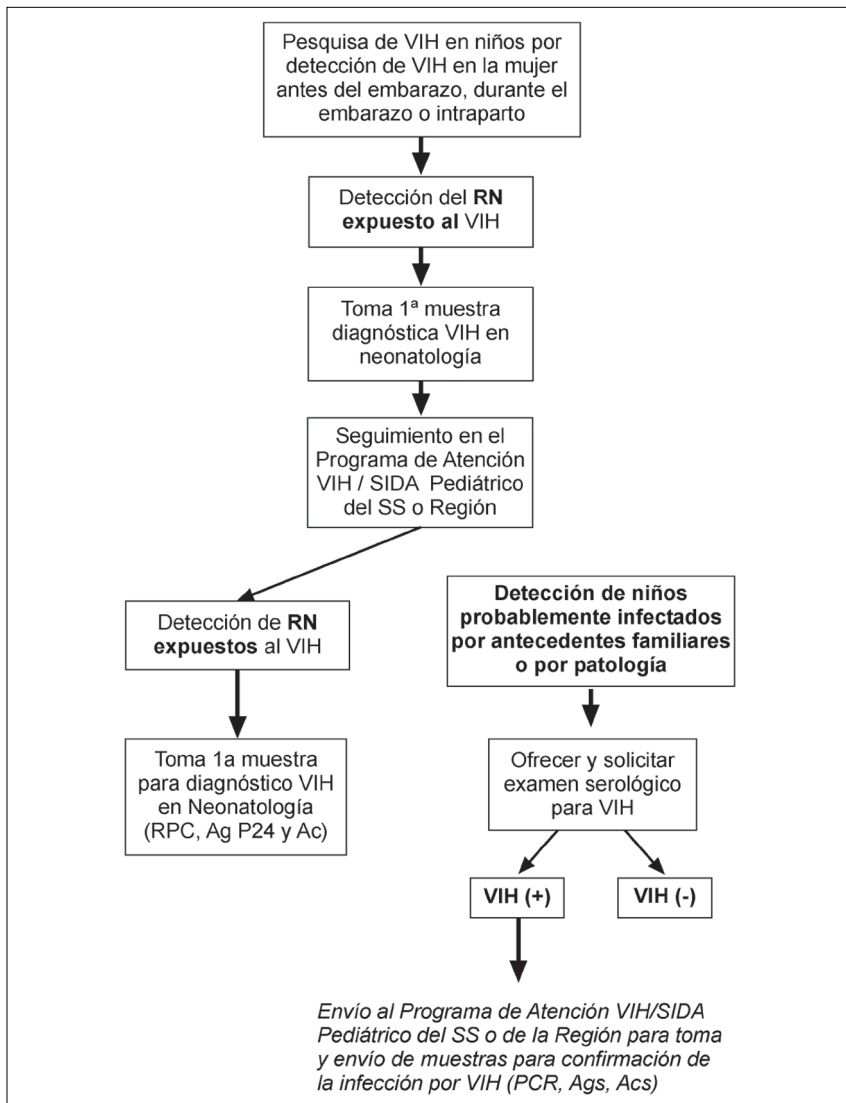 Pesquisa de VIH en niños por
detección de VIH en la mujer
antes del embarazo, durante el
embarazo o intraparto
Detección del RN
expuesto al VIH
Toma 1ª muestra
diagnóstica VIH en
neonatología
Seguimiento en el
Programa de Atención
VIH / SIDA Pediátrico
del SS o Región
Detección de RN
expuestos al VIH
Toma 1a muestra
para diagnóstico VIH
en Neonatología
(RPC, Ag P24 y Ac)
Detección de niños
probablemente infectados
por antecedentes familiares
o por patología
Ofrecer y solicitar
examen serológico
para VIH
VIH (+)
VIH (-)
Envío al Programa de Atención VIH/SIDA
Pediátrico del SS o de la Región para toma
y envío de muestras para confirmación de
la infección por VIH (PCR, Ags, Acs)